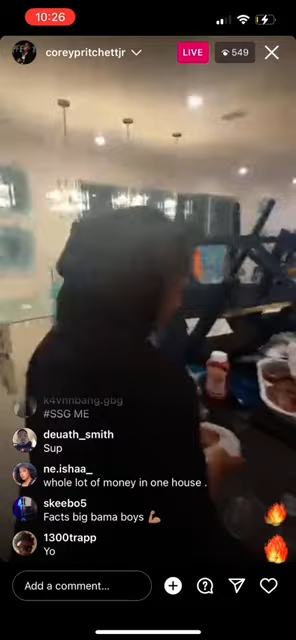 10:26
coreypritchettjr
LIVE
549
k4vnnbang.gbg
#SSG ME
deuath_smith
Sup
ne.ishaa_
whole lot of money in one house .
skeebo5
Facts big bama boys 💪🏾
1300trapp
Yo
Add a comment...